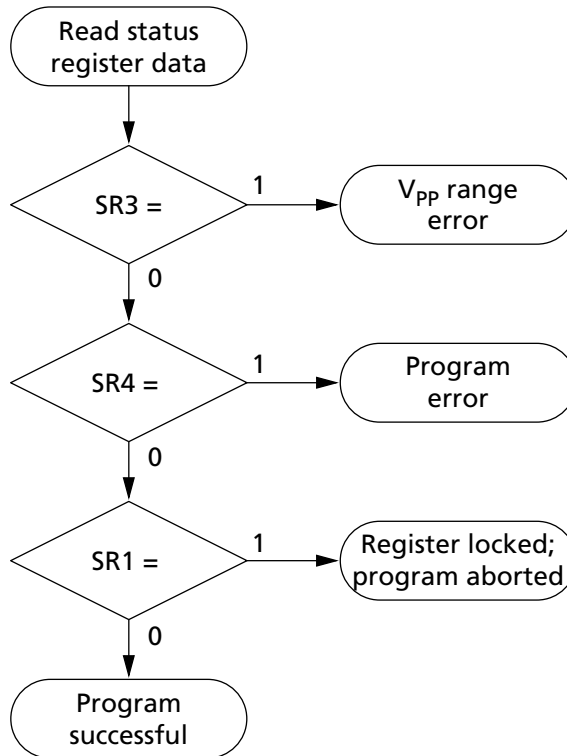 Read status
register data
SR3 =
1
V_PP range
error
0
SR4 =
1
Program
error
0
SR1 =
1
Register locked;
program aborted
0
Program
successful